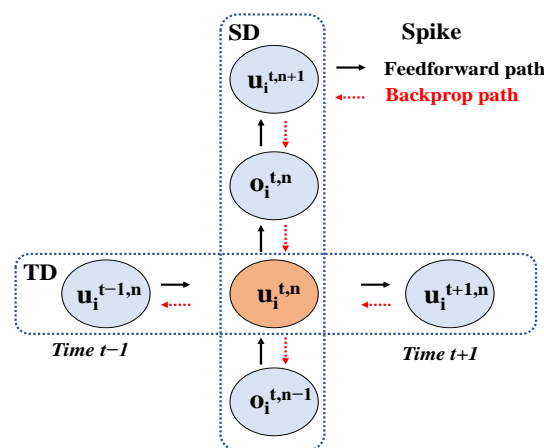 SD
Spike
u_i^{t,n+1}
Feedforward path
Backprop path
o_i^{t,n}
TD
u_i^{t−1,n}
u_i^{t,n}
u_i^{t+1,n}
Time t−1
Time t+1
o_i^{t,n−1}